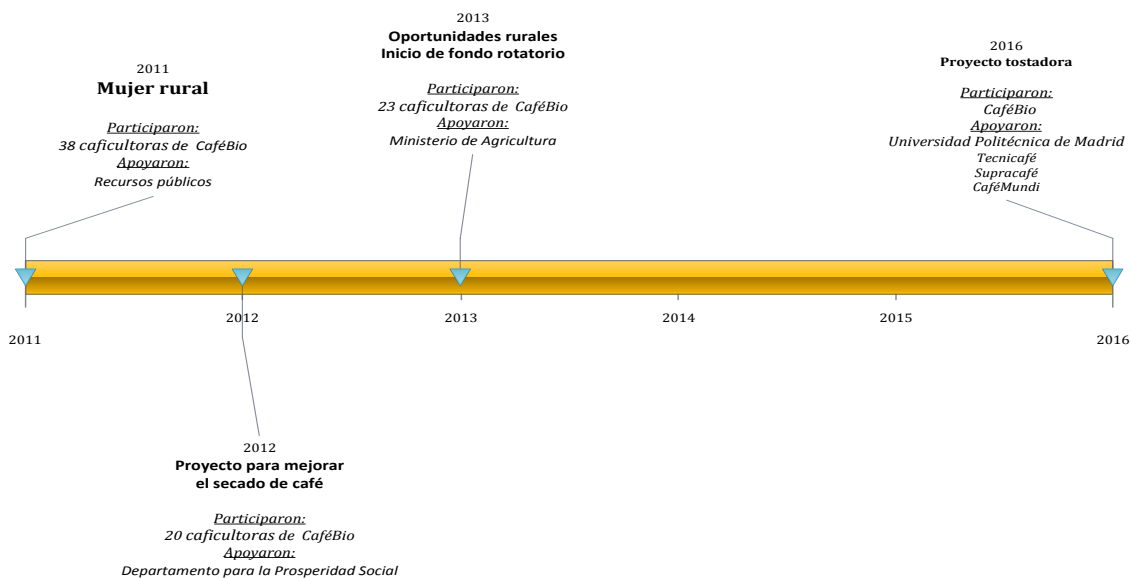 2011
Mujer rural
Participaron:
38 caficultoras de CaféBio
Apoyaron:
Recursos públicos
2013
Oportunidades rurales
Inicio de fondo rotatorio
Participaron:
23 caficultoras de CaféBio
Apoyaron:
Ministerio de Agricultura
2016
Proyecto tostadora
Participaron:
CaféBio
Apoyaron:
Universidad Politécnica de Madrid
Tecnicafé
Supracafé
CaféMundi
2012
2013
2014
2015
2011
2016
2012
Proyecto para mejorar
el secado de café
Participaron:
20 caficultoras de CaféBio
Apoyaron:
Departamento para la Prosperidad Social